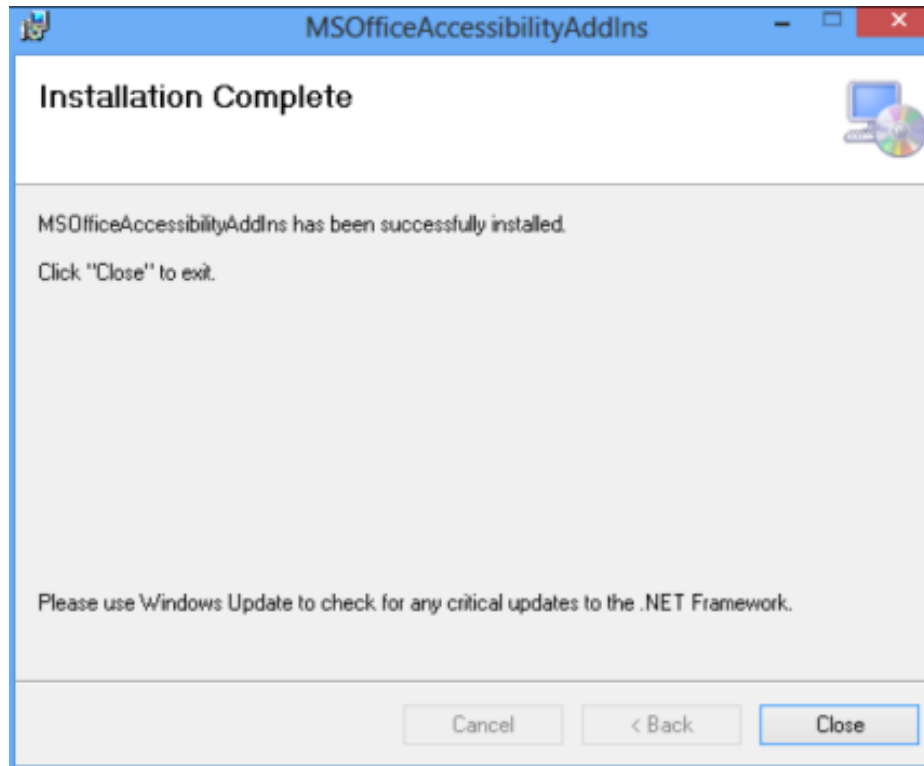 MSOfficeAccessibilityAddIns
Installation Complete
MSOfficeAccessibilityAddIns has been successfully installed.
Click "Close" to exit.
Please use Windows Update to check for any critical updates to the .NET Framework.
Cancel < Back Close